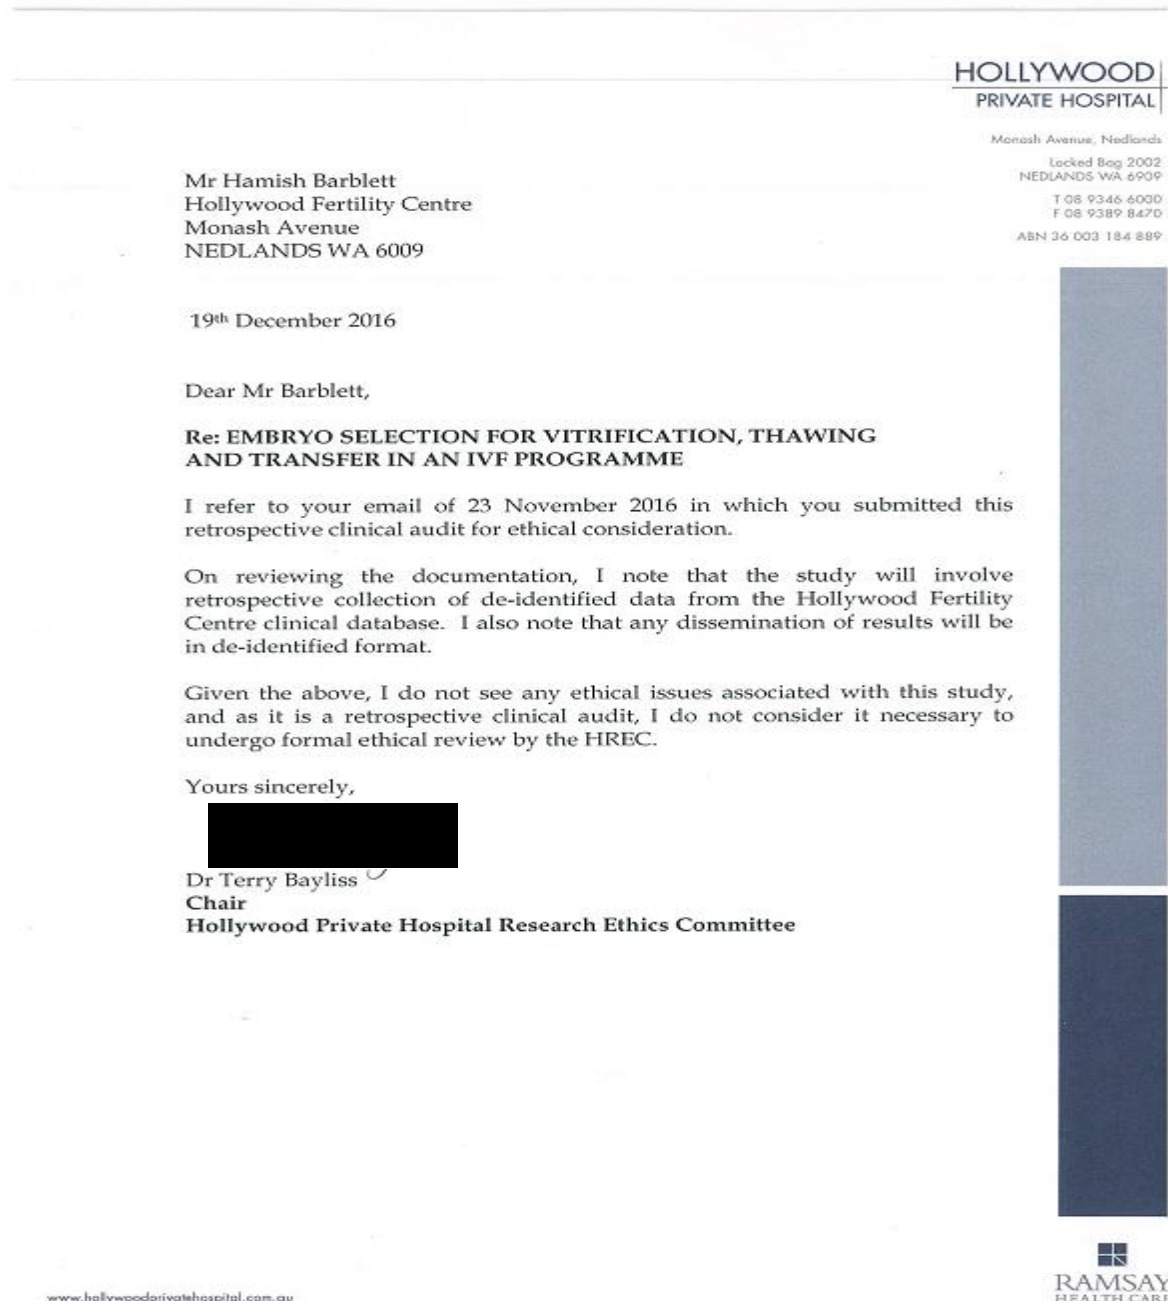 HOLLYWOOD
PRIVATE HOSPITAL
Monash Avenue, Nedlands
Locked Bag 2002
NEDLANDS WA 6909
T 08 9346 6000
F 08 9389 8470
ABN 36 003 184 889
Mr Hamish Barblett
Hollywood Fertility Centre
Monash Avenue
NEDLANDS WA 6009
19th December 2016
Dear Mr Barblett,
Re: EMBRYO SELECTION FOR VITRIFICATION, THAWING
AND TRANSFER IN AN IVF PROGRAMME
I refer to your email of 23 November 2016 in which you submitted this
retrospective clinical audit for ethical consideration.
On reviewing the documentation, I note that the study will involve
retrospective collection of de-identified data from the Hollywood Fertility
Centre clinical database. I also note that any dissemination of results will be
in de-identified format.
Given the above, I do not see any ethical issues associated with this study,
and as it is a retrospective clinical audit, I do not consider it necessary to
undergo formal ethical review by the HREC.
Yours sincerely,
Dr Terry Bayliss
Chair
Hollywood Private Hospital Research Ethics Committee
www.hollywoodprivatehospital.com.au
RAMSAY
HEALTH CARE